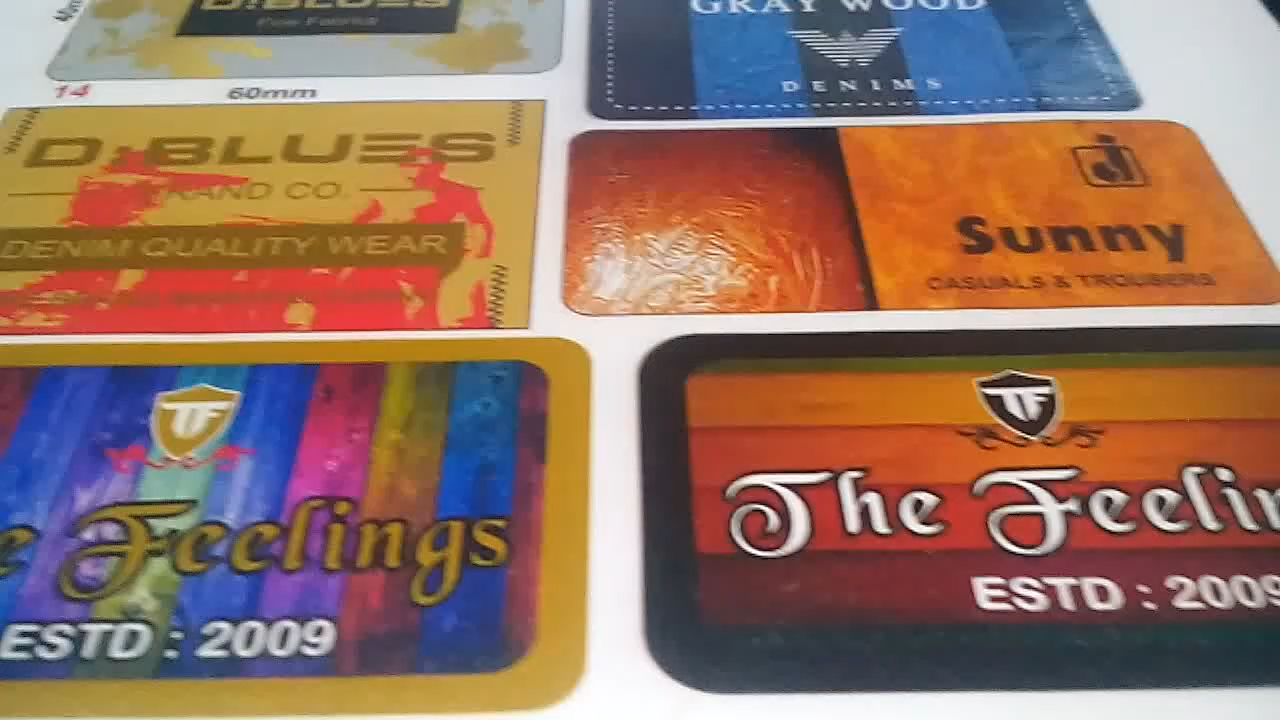 D:BLUES
Fine Fabrics
GRAY WOOD
DENIMS
14
60mm
D:BLUES
RAND CO.
DENIM QUALITY WEAR
J
Sunny
CASUALS & TROUSERS
TF
e Feelings
ESTD : 2009
TF
The Feelin
ESTD : 2009